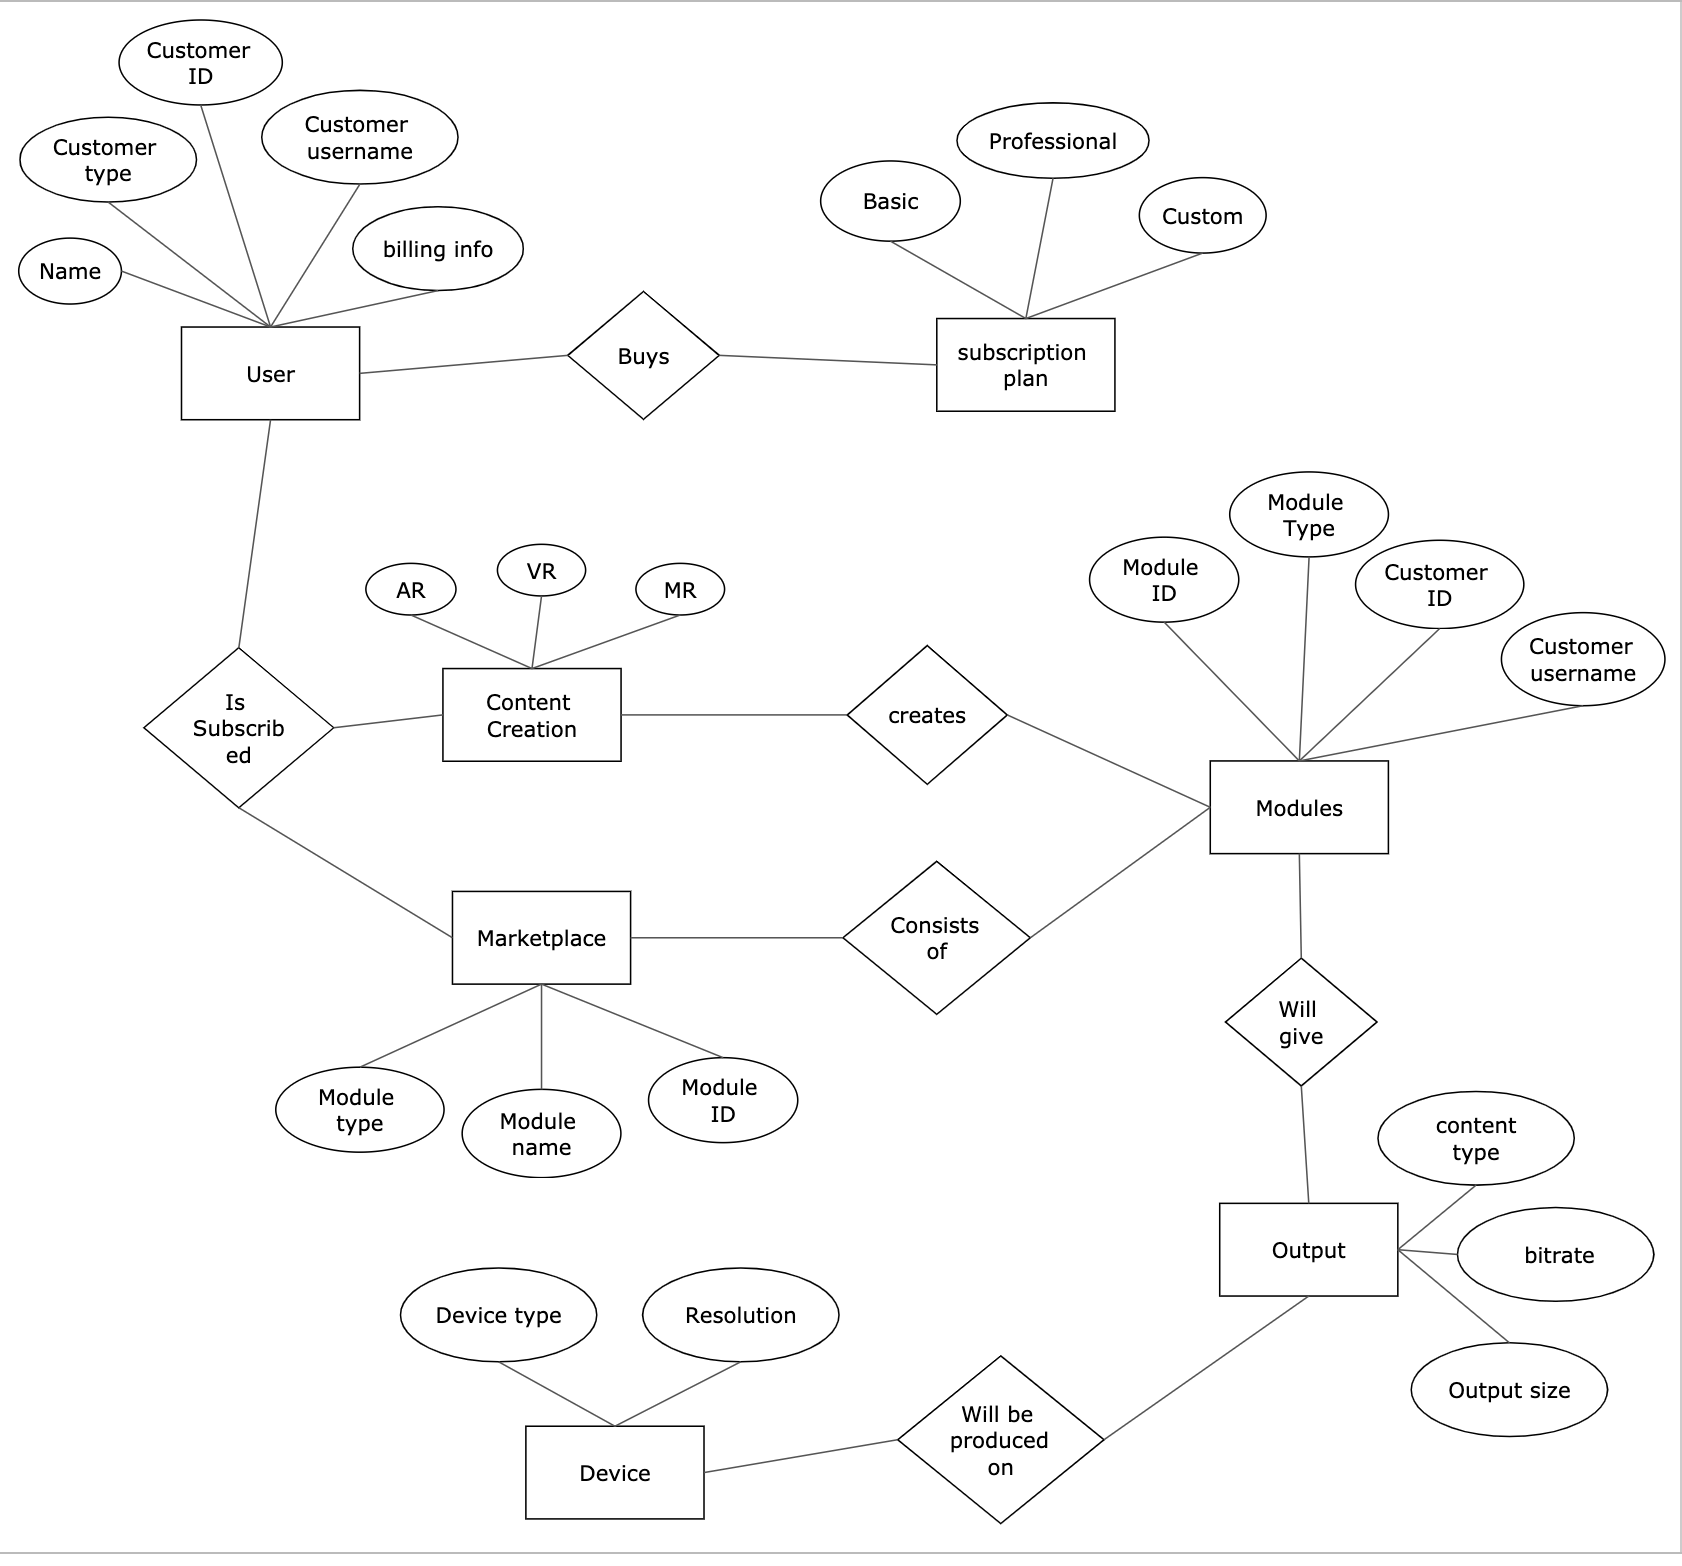 Customer
ID
Customer
username
Customer
type
billing info
Name
User
Buys
Professional
Basic
Custom
subscription
plan
Module
Type
Module
ID
Customer
ID
Customer
username
AR
VR
MR
Is
Subscrib
ed
Content
Creation
creates
Modules
Marketplace
Consists
of
Will
give
Module
type
Module
name
Module
ID
content
type
Output
bitrate
Output size
Device type
Resolution
Will be
produced
on
Device